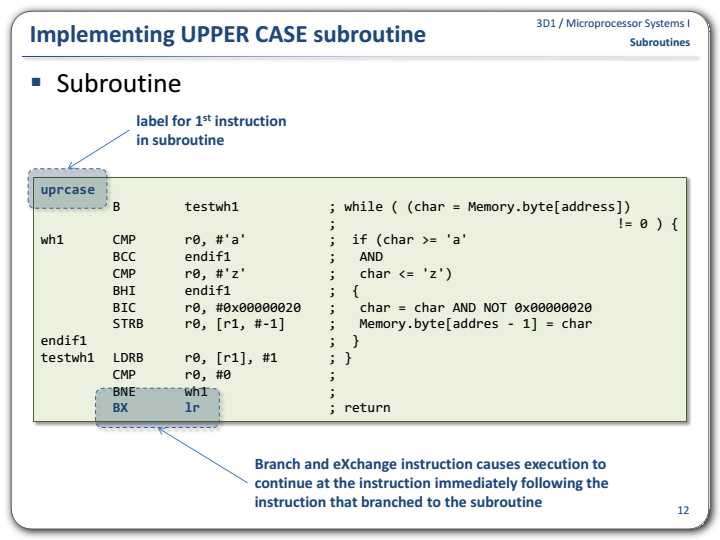 Implementing UPPER CASE subroutine
3D1 / Microprocessor Systems I
Subroutines
Subroutine
label for 1st instruction
in subroutine
uprcase
B testwh1 ; while ( (char = Memory.byte[address])
; != 0 ) {
wh1 CMP r0, #'a' ; if (char >= 'a'
BCC endif1 ; AND
CMP r0, #'z' ; char <= 'z')
BHI endif1 ; {
BIC r0, #0x00000020 ; char = char AND NOT 0x00000020
STRB r0, [r1, #-1] ; Memory.byte[addres - 1] = char
endif1 ; }
testwh1 LDRB r0, [r1], #1 ; }
CMP r0, #0 ;
BNE wh1 ;
BX lr ; return
Branch and eXchange instruction causes execution to
continue at the instruction immediately following the
instruction that branched to the subroutine
12